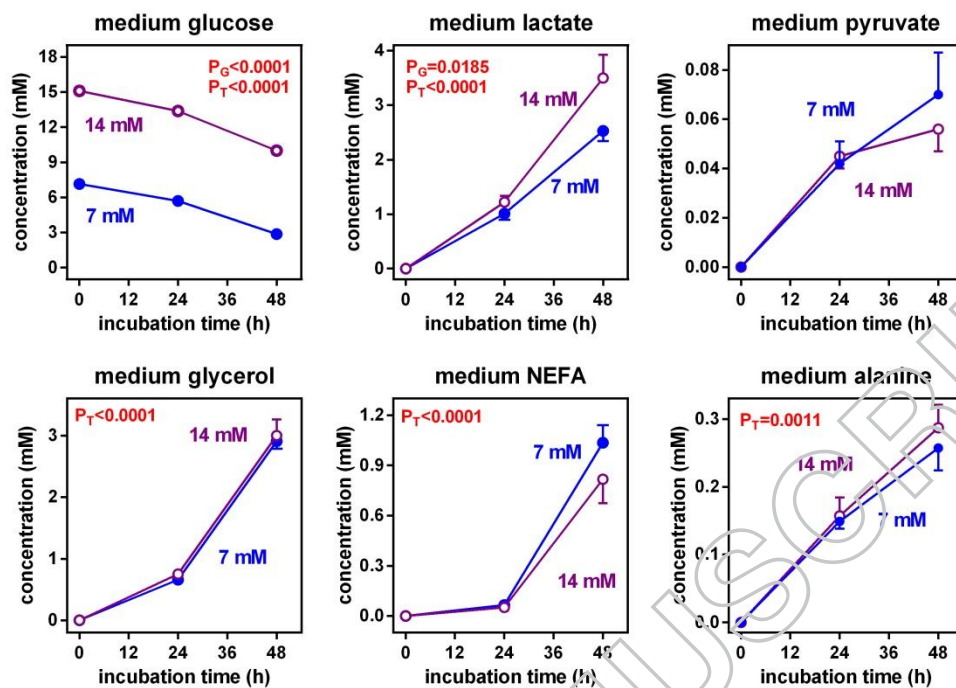 medium glucose
concentration (mM)
18
15
12
9
6
3
0
P_G<0.0001
P_T<0.0001
14 mM
7 mM
0 12 24 36 48
incubation time (h)
medium lactate
concentration (mM)
4
3
2
1
0
P_G=0.0185
P_T<0.0001
14 mM
7 mM
0 12 24 36 48
incubation time (h)
medium pyruvate
concentration (mM)
0.08
0.06
0.04
0.02
0.00
7 mM
14 mM
0 12 24 36 48
incubation time (h)
medium glycerol
concentration (mM)
3
2
1
0
P_T<0.0001
14 mM
7 mM
0 12 24 36 48
incubation time (h)
medium NEFA
concentration (mM)
1.2
0.9
0.6
0.3
0.0
P_T<0.0001
7 mM
14 mM
0 12 24 36 48
incubation time (h)
medium alanine
concentration (mM)
0.3
0.2
0.1
0.0
P_T=0.0011
14 mM
7 mM
0 12 24 36 48
incubation time (h)